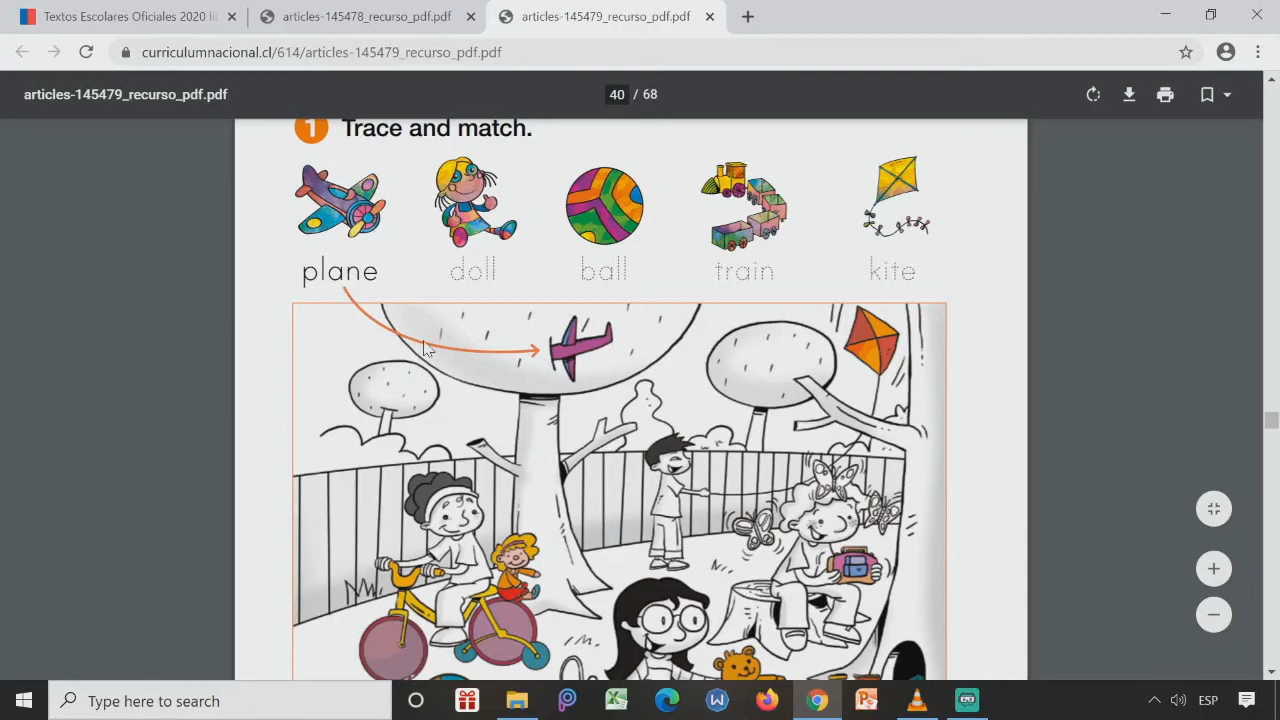 Textos Escolares Oficiales 2020 li
articles-145478_recurso_pdf.pdf
articles-145479_recurso_pdf.pdf
curriculumnacional.cl/614/articles-145479_recurso_pdf.pdf
articles-145479_recurso_pdf.pdf
40 / 68
1 Trace and match.
plane doll ball train kite
Type here to search
ESP